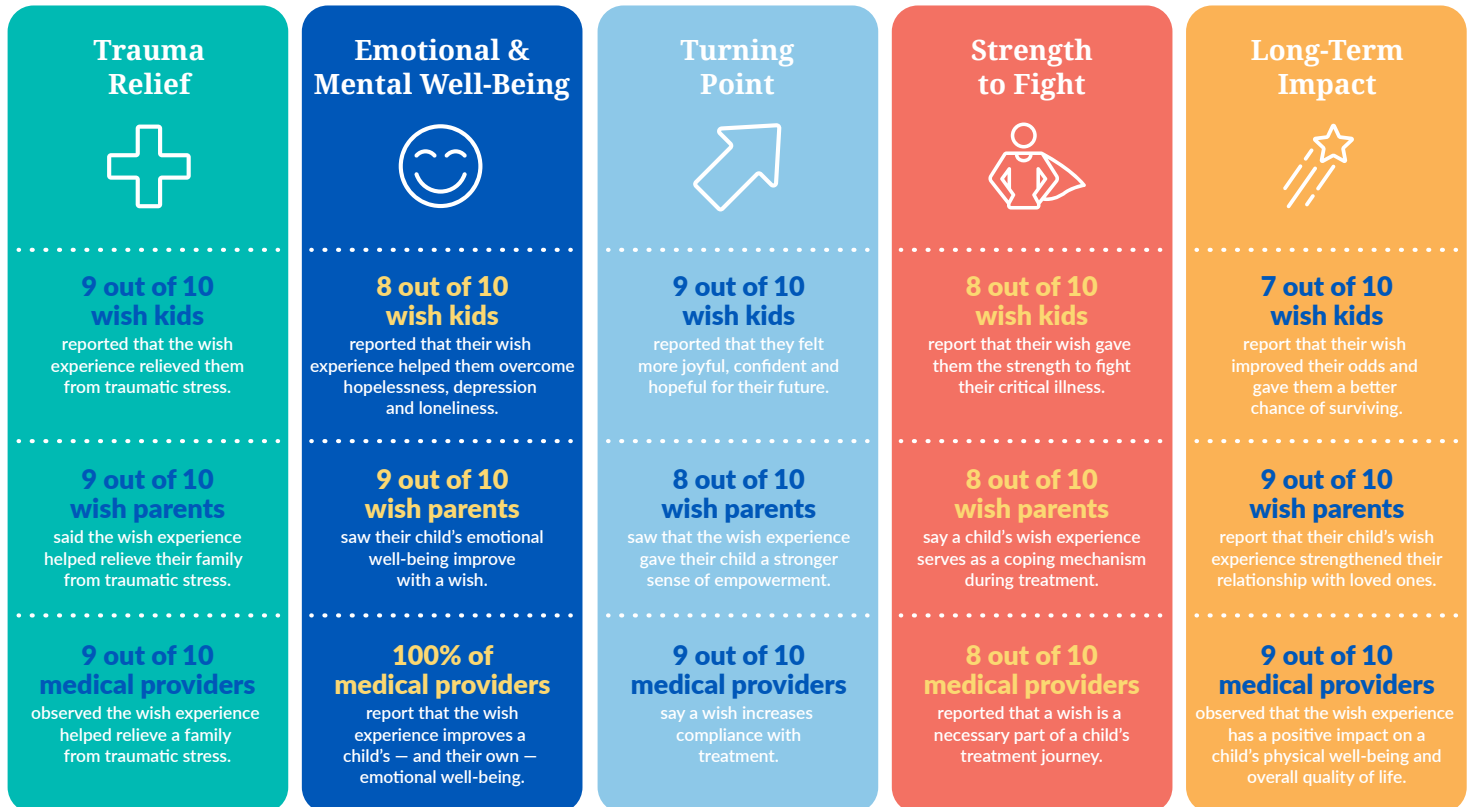 Trauma
Relief
9 out of 10
wish kids
reported that the wish
experience relieved them
from traumatic stress.
9 out of 10
wish parents
said the wish experience
helped relieve their family
from traumatic stress.
9 out of 10
medical providers
observed the wish experience
helped relieve a family
from traumatic stress.
Emotional &
Mental Well-Being
8 out of 10
wish kids
reported that their wish
experience helped them overcome
hopelessness, depression
and loneliness.
9 out of 10
wish parents
saw their child’s emotional
well-being improve
with a wish.
100% of
medical providers
report that the wish
experience improves a
child’s — and their own —
emotional well-being.
Turning
Point
9 out of 10
wish kids
reported that they felt
more joyful, confident and
hopeful for their future.
8 out of 10
wish parents
saw that the wish experience
gave their child a stronger
sense of empowerment.
9 out of 10
medical providers
say a wish increases
compliance with
treatment.
Strength
to Fight
8 out of 10
wish kids
report that their wish gave
them the strength to fight
their critical illness.
8 out of 10
wish parents
say a child’s wish experience
serves as a coping mechanism
during treatment.
8 out of 10
medical providers
reported that a wish is a
necessary part of a child’s
treatment journey.
Long-Term
Impact
7 out of 10
wish kids
report that their wish
improved their odds and
gave them a better
chance of surviving.
9 out of 10
wish parents
report that their child’s wish
experience strengthened their
relationship with loved ones.
9 out of 10
medical providers
observed that the wish experience
has a positive impact on a
child’s physical well-being and
overall quality of life.